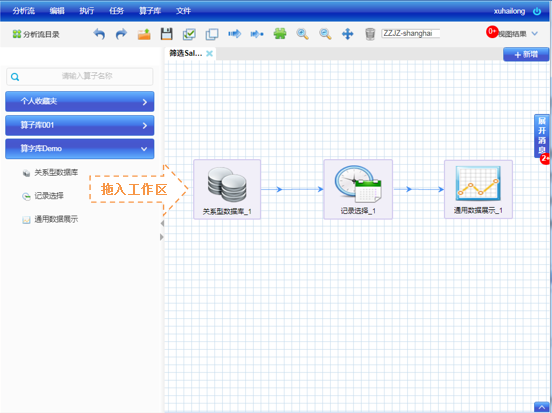 分析流 编辑 执行 任务 算子库 文件 xuhailong
分析流目录 ZZJZ-shanghai 0+ 视图结果
筛选Sal... + 新增
请输入算子名称
个人收藏夹
算子库001
算字库Demo
关系型数据库
记录选择
通用数据展示
拖入工作区
关系型数据库_1
记录选择_1
通用数据展示_1
展开消息
2+